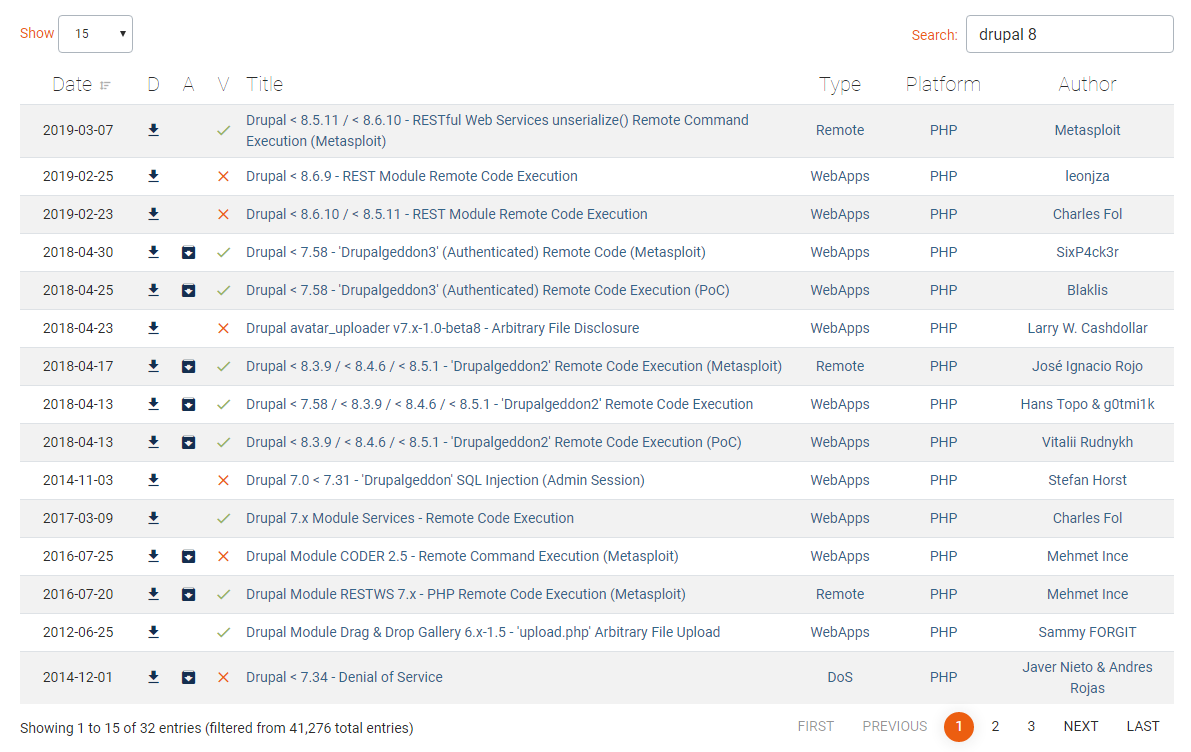 Show 15 Search: drupal 8
Date D A V Title Type Platform Author
2019-03-07 Drupal < 8.5.11 / < 8.6.10 - RESTful Web Services unserialize() Remote Command
Execution (Metasploit) Remote PHP Metasploit
2019-02-25 Drupal < 8.6.9 - REST Module Remote Code Execution WebApps PHP leonjza
2019-02-23 Drupal < 8.6.10 / < 8.5.11 - REST Module Remote Code Execution WebApps PHP Charles Fol
2018-04-30 Drupal < 7.58 - 'Drupalgeddon3' (Authenticated) Remote Code (Metasploit) WebApps PHP SixP4ck3r
2018-04-25 Drupal < 7.58 - 'Drupalgeddon3' (Authenticated) Remote Code Execution (PoC) WebApps PHP Blaklis
2018-04-23 Drupal avatar_uploader v7.x-1.0-beta8 - Arbitrary File Disclosure WebApps PHP Larry W. Cashdollar
2018-04-17 Drupal < 8.3.9 / < 8.4.6 / < 8.5.1 - 'Drupalgeddon2' Remote Code Execution (Metasploit) Remote PHP José Ignacio Rojo
2018-04-13 Drupal < 7.58 / < 8.3.9 / < 8.4.6 / < 8.5.1 - 'Drupalgeddon2' Remote Code Execution WebApps PHP Hans Topo & g0tmi1k
2018-04-13 Drupal < 8.3.9 / < 8.4.6 / < 8.5.1 - 'Drupalgeddon2' Remote Code Execution (PoC) WebApps PHP Vitalii Rudnykh
2014-11-03 Drupal 7.0 < 7.31 - 'Drupalgeddon' SQL Injection (Admin Session) WebApps PHP Stefan Horst
2017-03-09 Drupal 7.x Module Services - Remote Code Execution WebApps PHP Charles Fol
2016-07-25 Drupal Module CODER 2.5 - Remote Command Execution (Metasploit) WebApps PHP Mehmet Ince
2016-07-20 Drupal Module RESTWS 7.x - PHP Remote Code Execution (Metasploit) Remote PHP Mehmet Ince
2012-06-25 Drupal Module Drag & Drop Gallery 6.x-1.5 - 'upload.php' Arbitrary File Upload WebApps PHP Sammy FORGIT
2014-12-01 Drupal < 7.34 - Denial of Service DoS PHP Javer Nieto & Andres
Rojas
Showing 1 to 15 of 32 entries (filtered from 41,276 total entries) FIRST PREVIOUS 1 2 3 NEXT LAST